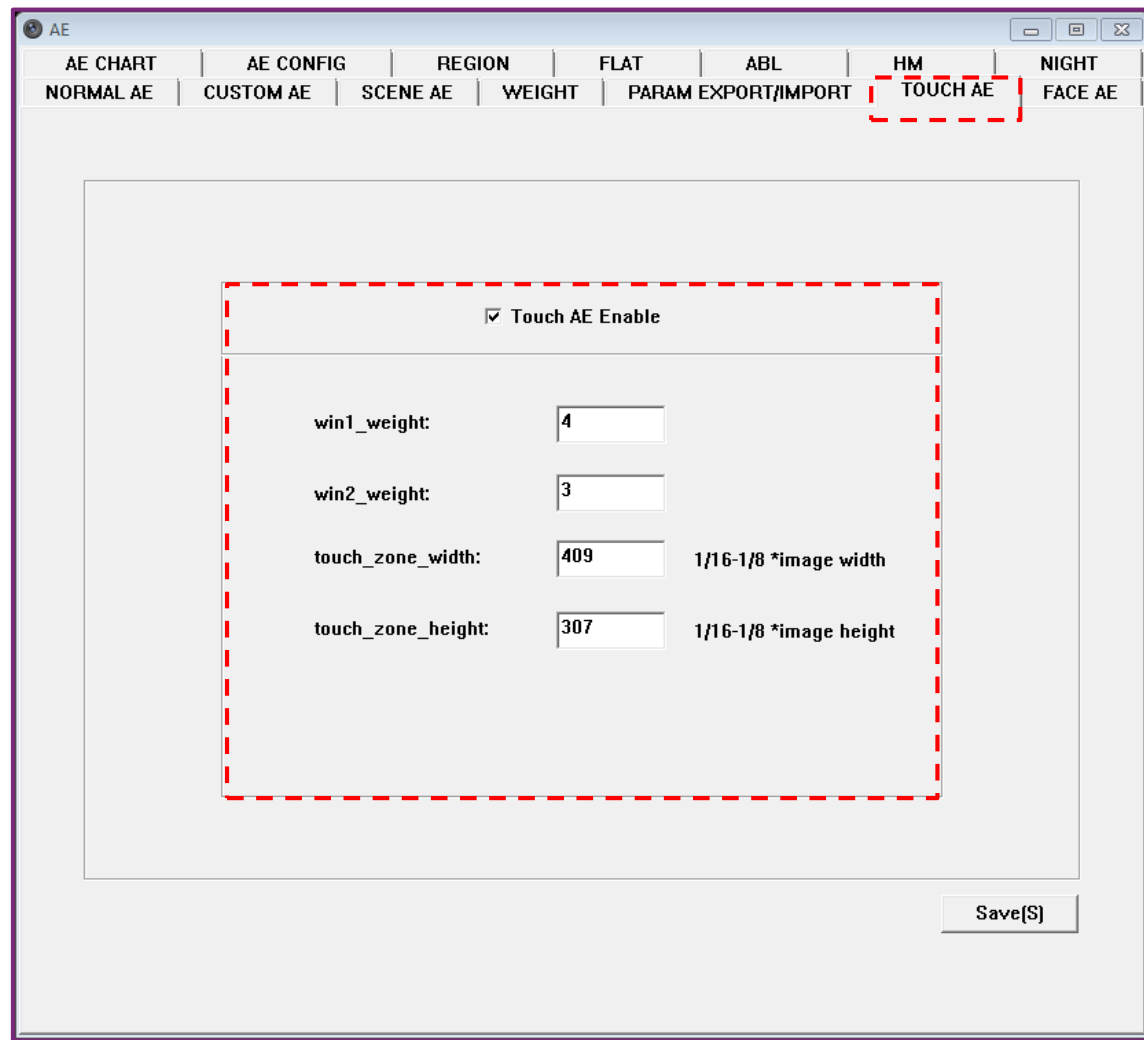 AE
AE CHART AE CONFIG REGION FLAT ABL HM NIGHT
NORMAL AE CUSTOM AE SCENE AE WEIGHT PARAM EXPORT/IMPORT TOUCH AE FACE AE
Touch AE Enable
win1_weight: 4
win2_weight: 3
touch_zone_width: 409 1/16-1/8 *image width
touch_zone_height: 307 1/16-1/8 *image height
Save(S)